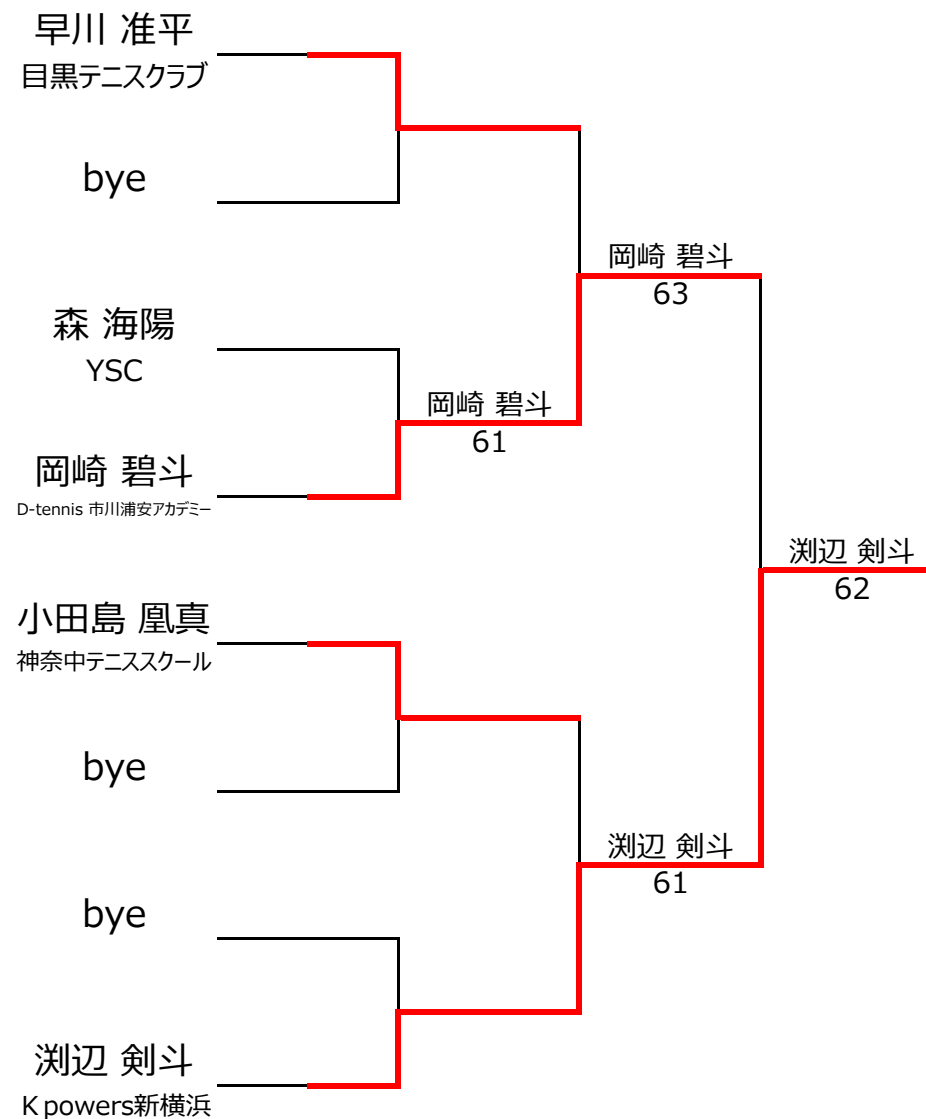 早川 准平
目黒テニスクラブ
bye
岡崎 碧斗
63
森 海陽
YSC
岡崎 碧斗
61
岡崎 碧斗
D-tennis 市川浦安アカデミー
渕辺 剣斗
62
小田島 凰真
神奈中テニススクール
bye
渕辺 剣斗
61
bye
渕辺 剣斗
K powers新横浜